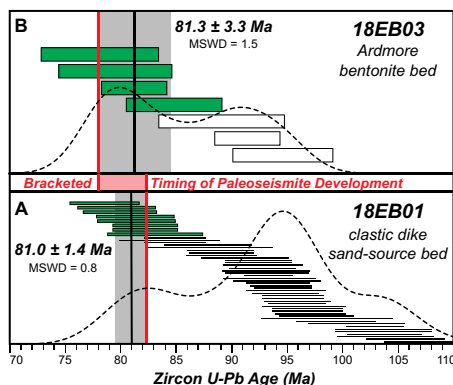 B
81.3 ± 3.3 Ma
MSWD = 1.5
18EB03
Ardmore
bentonite bed
Bracketed Timing of Paleoseismite Development
A
18EB01
clastic dike
sand-source bed
81.0 ± 1.4 Ma
MSWD = 0.8
70 75 80 85 90 95 100 105 110
Zircon U-Pb Age (Ma)